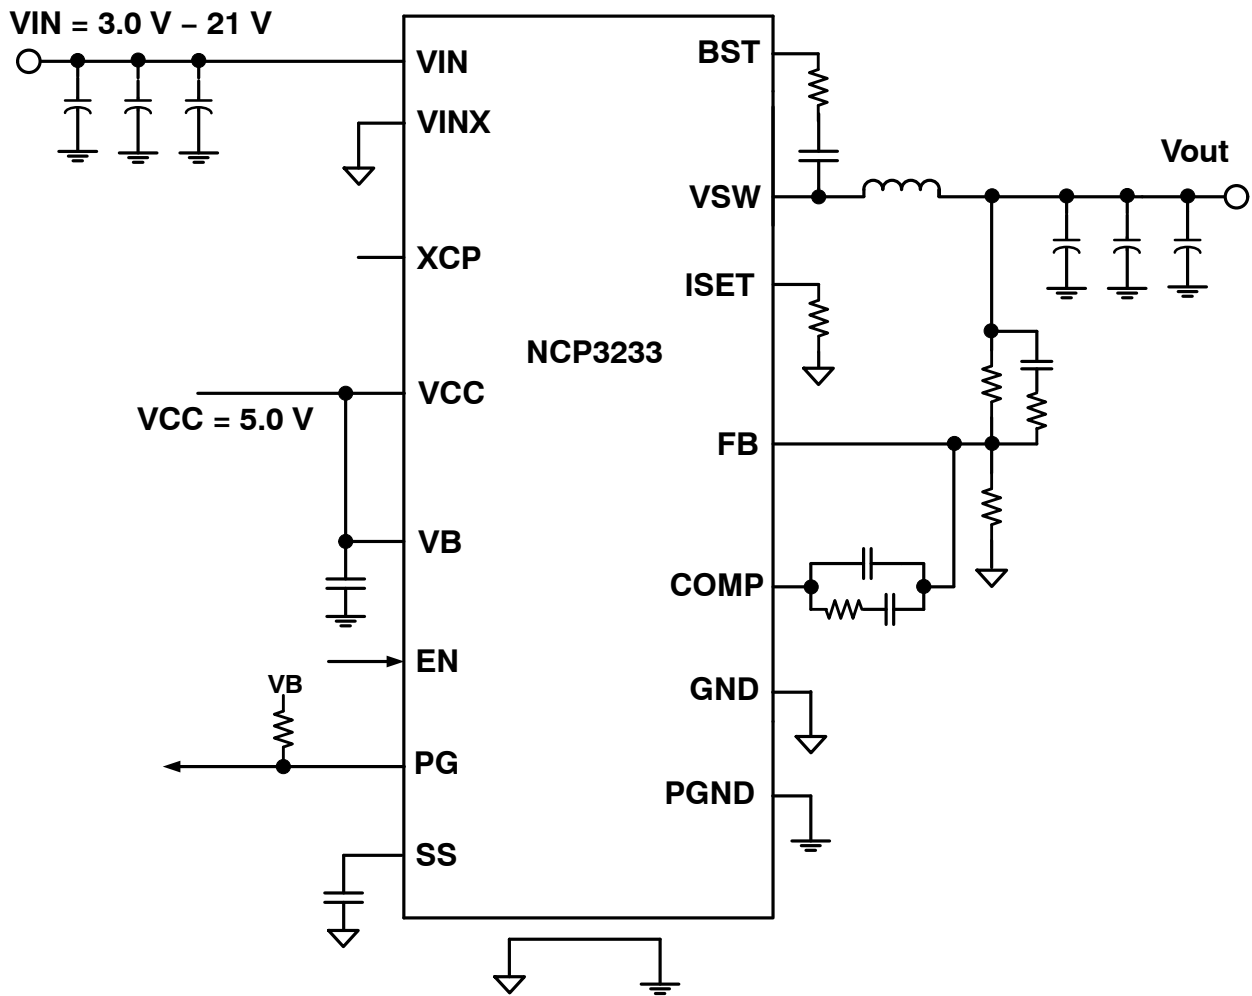 VIN = 3.0 V – 21 V
VIN
VINX
XCP
VCC
VCC = 5.0 V
VB
EN
VB
PG
SS
NCP3233
BST
Vout
VSW
ISET
FB
COMP
GND
PGND